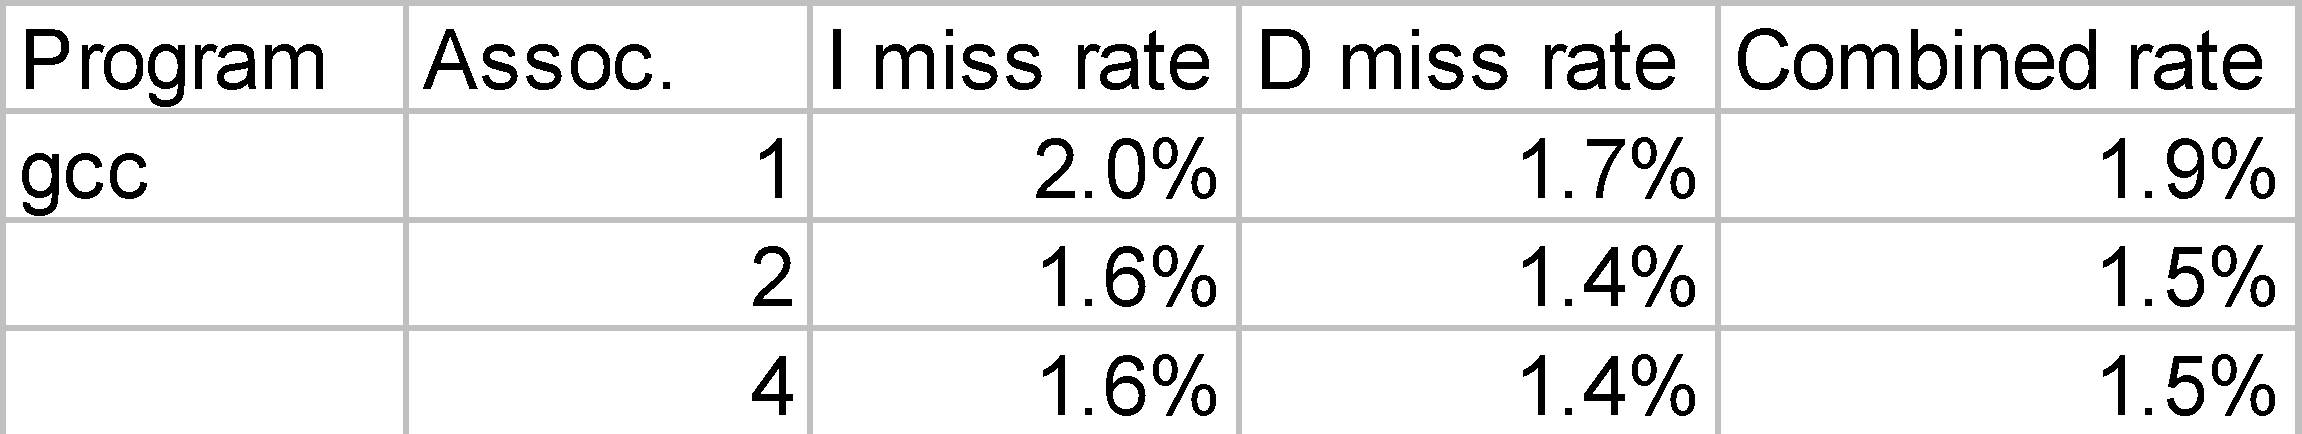 Program Assoc. I miss rate D miss rate Combined rate
gcc 1 2.0% 1.7% 1.9%
2 1.6% 1.4% 1.5%
4 1.6% 1.4% 1.5%